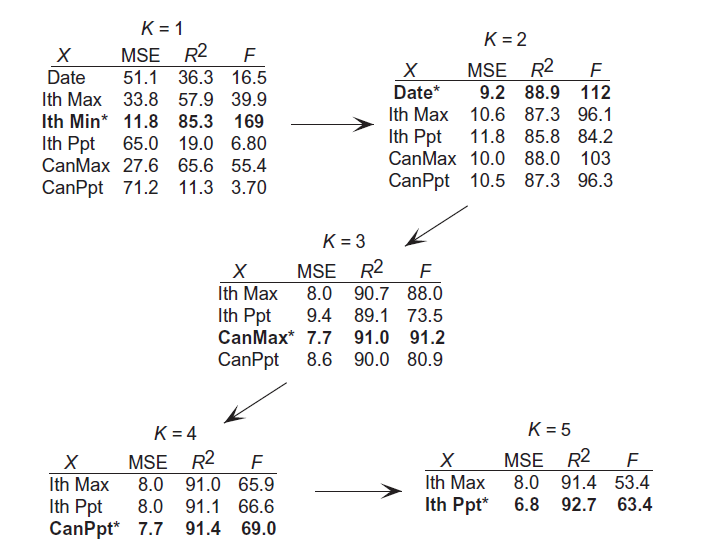 K = 1
X MSE R2 F
Date 51.1 36.3 16.5
Ith Max 33.8 57.9 39.9
Ith Min* 11.8 85.3 169
Ith Ppt 65.0 19.0 6.80
CanMax 27.6 65.6 55.4
CanPpt 71.2 11.3 3.70
K = 2
X MSE R2 F
Date* 9.2 88.9 112
Ith Max 10.6 87.3 96.1
Ith Ppt 11.8 85.8 84.2
CanMax 10.0 88.0 103
CanPpt 10.5 87.3 96.3
K = 3
X MSE R2 F
Ith Max 8.0 90.7 88.0
Ith Ppt 9.4 89.1 73.5
CanMax* 7.7 91.0 91.2
CanPpt 8.6 90.0 80.9
K = 4
X MSE R2 F
Ith Max 8.0 91.0 65.9
Ith Ppt 8.0 91.1 66.6
CanPpt* 7.7 91.4 69.0
K = 5
X MSE R2 F
Ith Max 8.0 91.4 53.4
Ith Ppt* 6.8 92.7 63.4